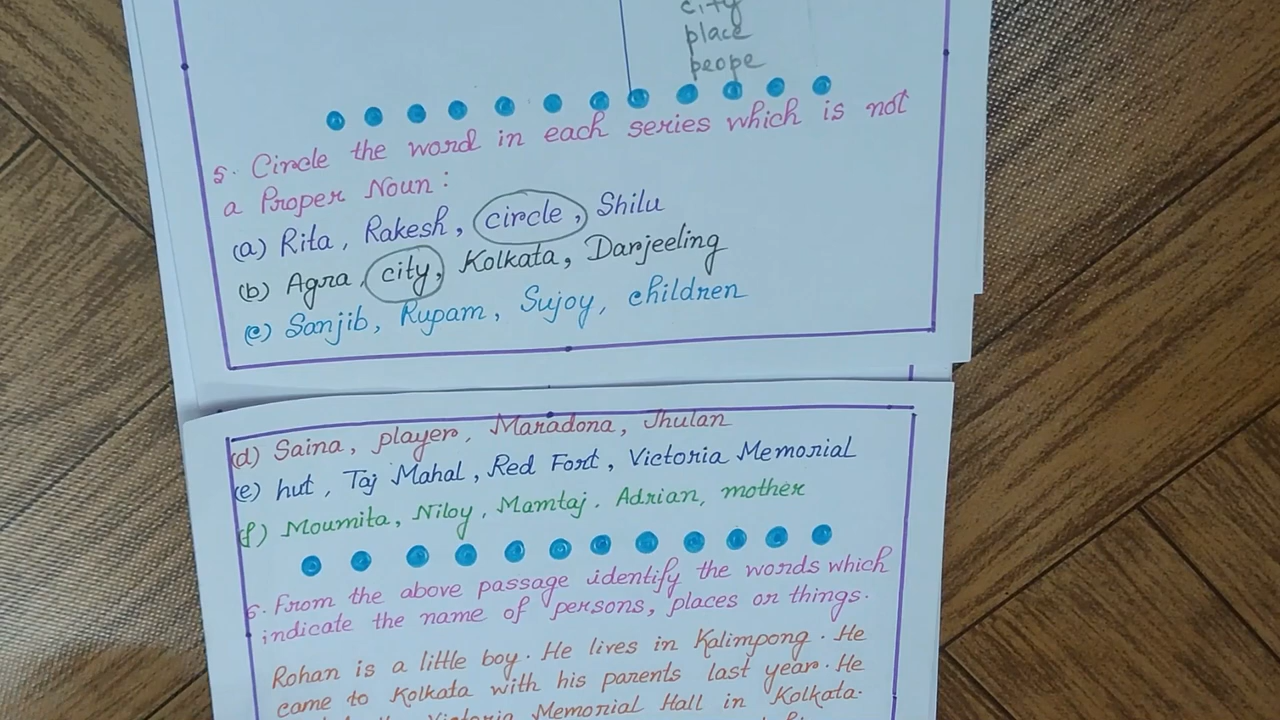 city
place
peope
5. Circle the word in each series which is not
a Proper Noun :
(a) Rita, Rakesh, circle, Shilu
(b) Agra, city, Kolkata, Darjeeling
(c) Sanjib, Rupam, Sujoy, children
(d) Saina, player, Maradona, Jhulan
(e) hut, Taj Mahal, Red Fort, Victoria Memorial
(f) Moumita, Niloy, Mamtaj. Adrian, mother
6. From the above passage identify the words which
indicate the name of persons, places or things.
Rohan is a little boy. He lives in Kalimpong. He
came to Kolkata with his parents last year. He
Victoria Memorial Hall in Kolkata.